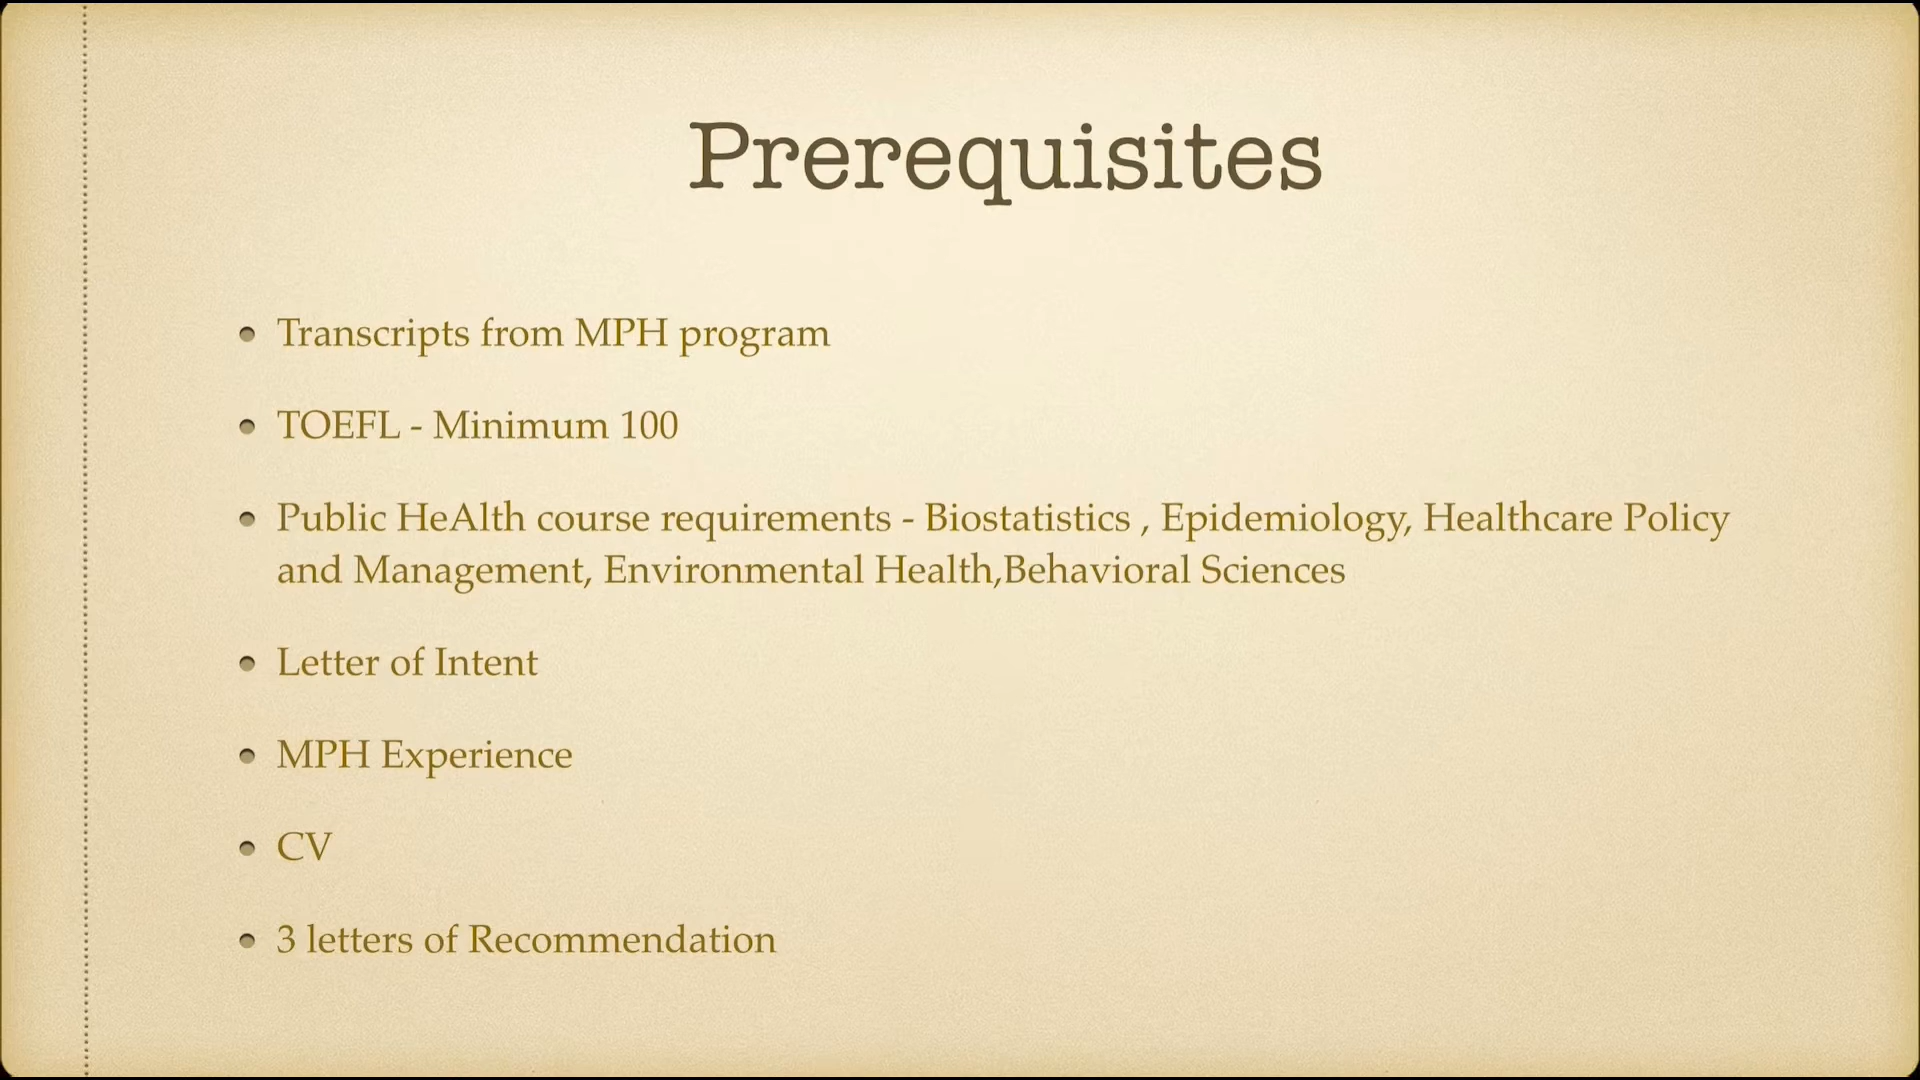 Prerequisites
• Transcripts from MPH program
• TOEFL - Minimum 100
• Public HeAlth course requirements - Biostatistics , Epidemiology, Healthcare Policy
and Management, Environmental Health,Behavioral Sciences
• Letter of Intent
• MPH Experience
• CV
• 3 letters of Recommendation